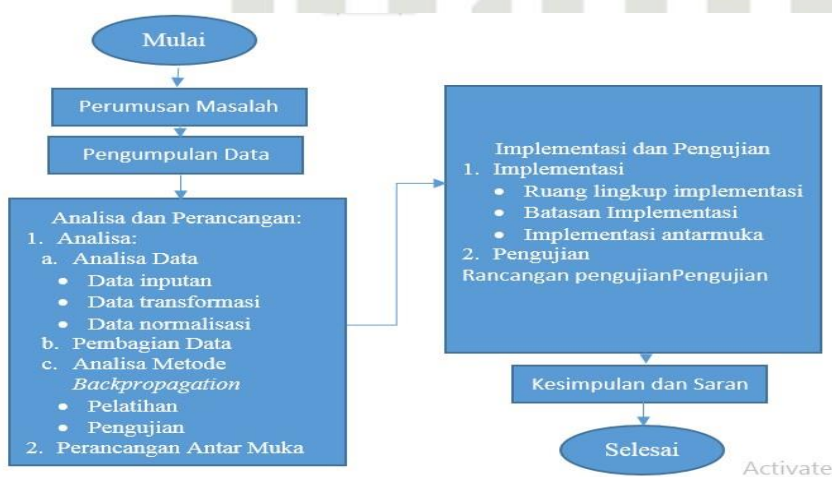 Mulai
Perumusan Masalah
Pengumpulan Data
Analisa dan Perancangan:
1. Analisa:
a. Analisa Data
• Data inputan
• Data transformasi
• Data normalisasi
b. Pembagian Data
c. Analisa Metode
Backpropagation
• Pelatihan
• Pengujian
2. Perancangan Antar Muka
Implementasi dan Pengujian
1. Implementasi
• Ruang lingkup implementasi
• Batasan Implementasi
• Implementasi antarmuka
2. Pengujian
Rancangan pengujianPengujian
Kesimpulan dan Saran
Selesai
Activate